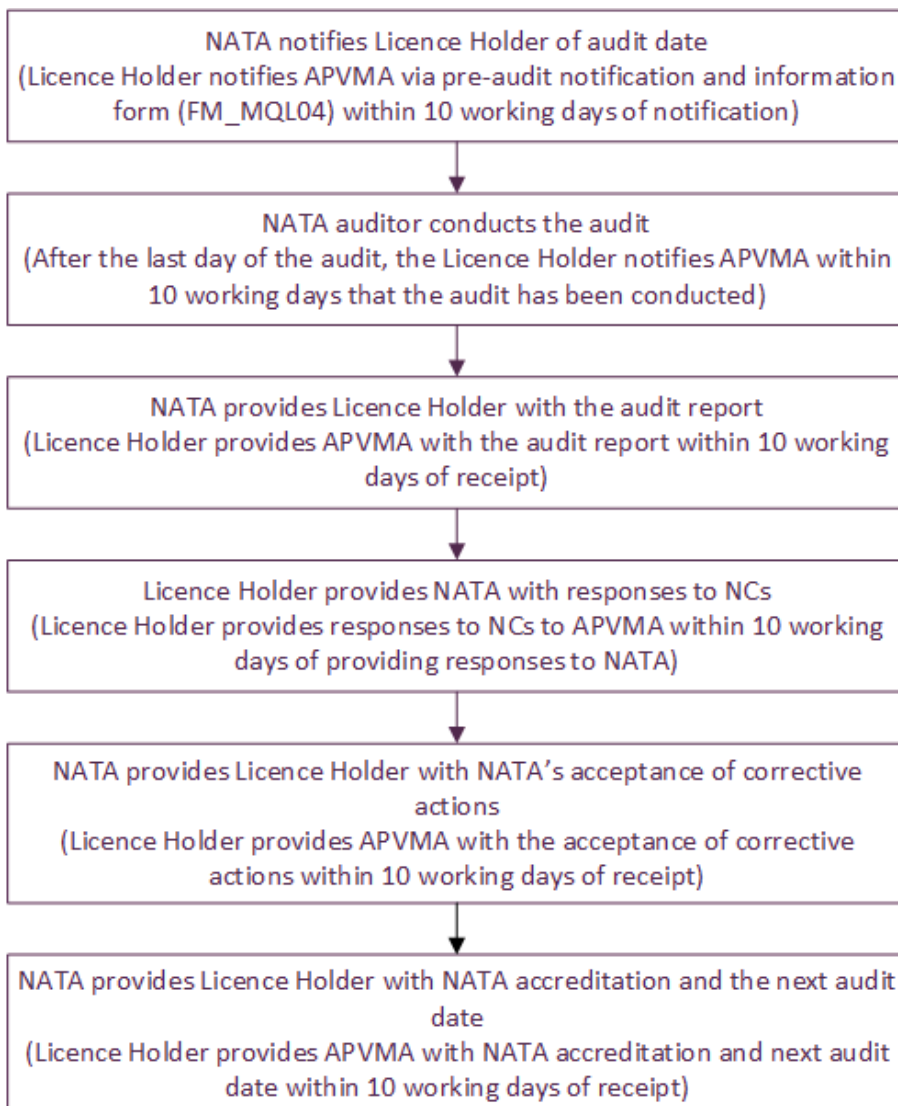 NATA notifies Licence Holder of audit date
(Licence Holder notifies APVMA via pre-audit notification and information
form (FM_MQL04) within 10 working days of notification)
NATA auditor conducts the audit
(After the last day of the audit, the Licence Holder notifies APVMA within
10 working days that the audit has been conducted)
NATA provides Licence Holder with the audit report
(Licence Holder provides APVMA with the audit report within 10 working
days of receipt)
Licence Holder provides NATA with responses to NCs
(Licence Holder provides responses to NCs to APVMA within 10 working
days of providing responses to NATA)
NATA provides Licence Holder with NATA’s acceptance of corrective
actions
(Licence Holder provides APVMA with the acceptance of corrective
actions within 10 working days of receipt)
NATA provides Licence Holder with NATA accreditation and the next audit
date
(Licence Holder provides APVMA with NATA accreditation and next audit
date within 10 working days of receipt)